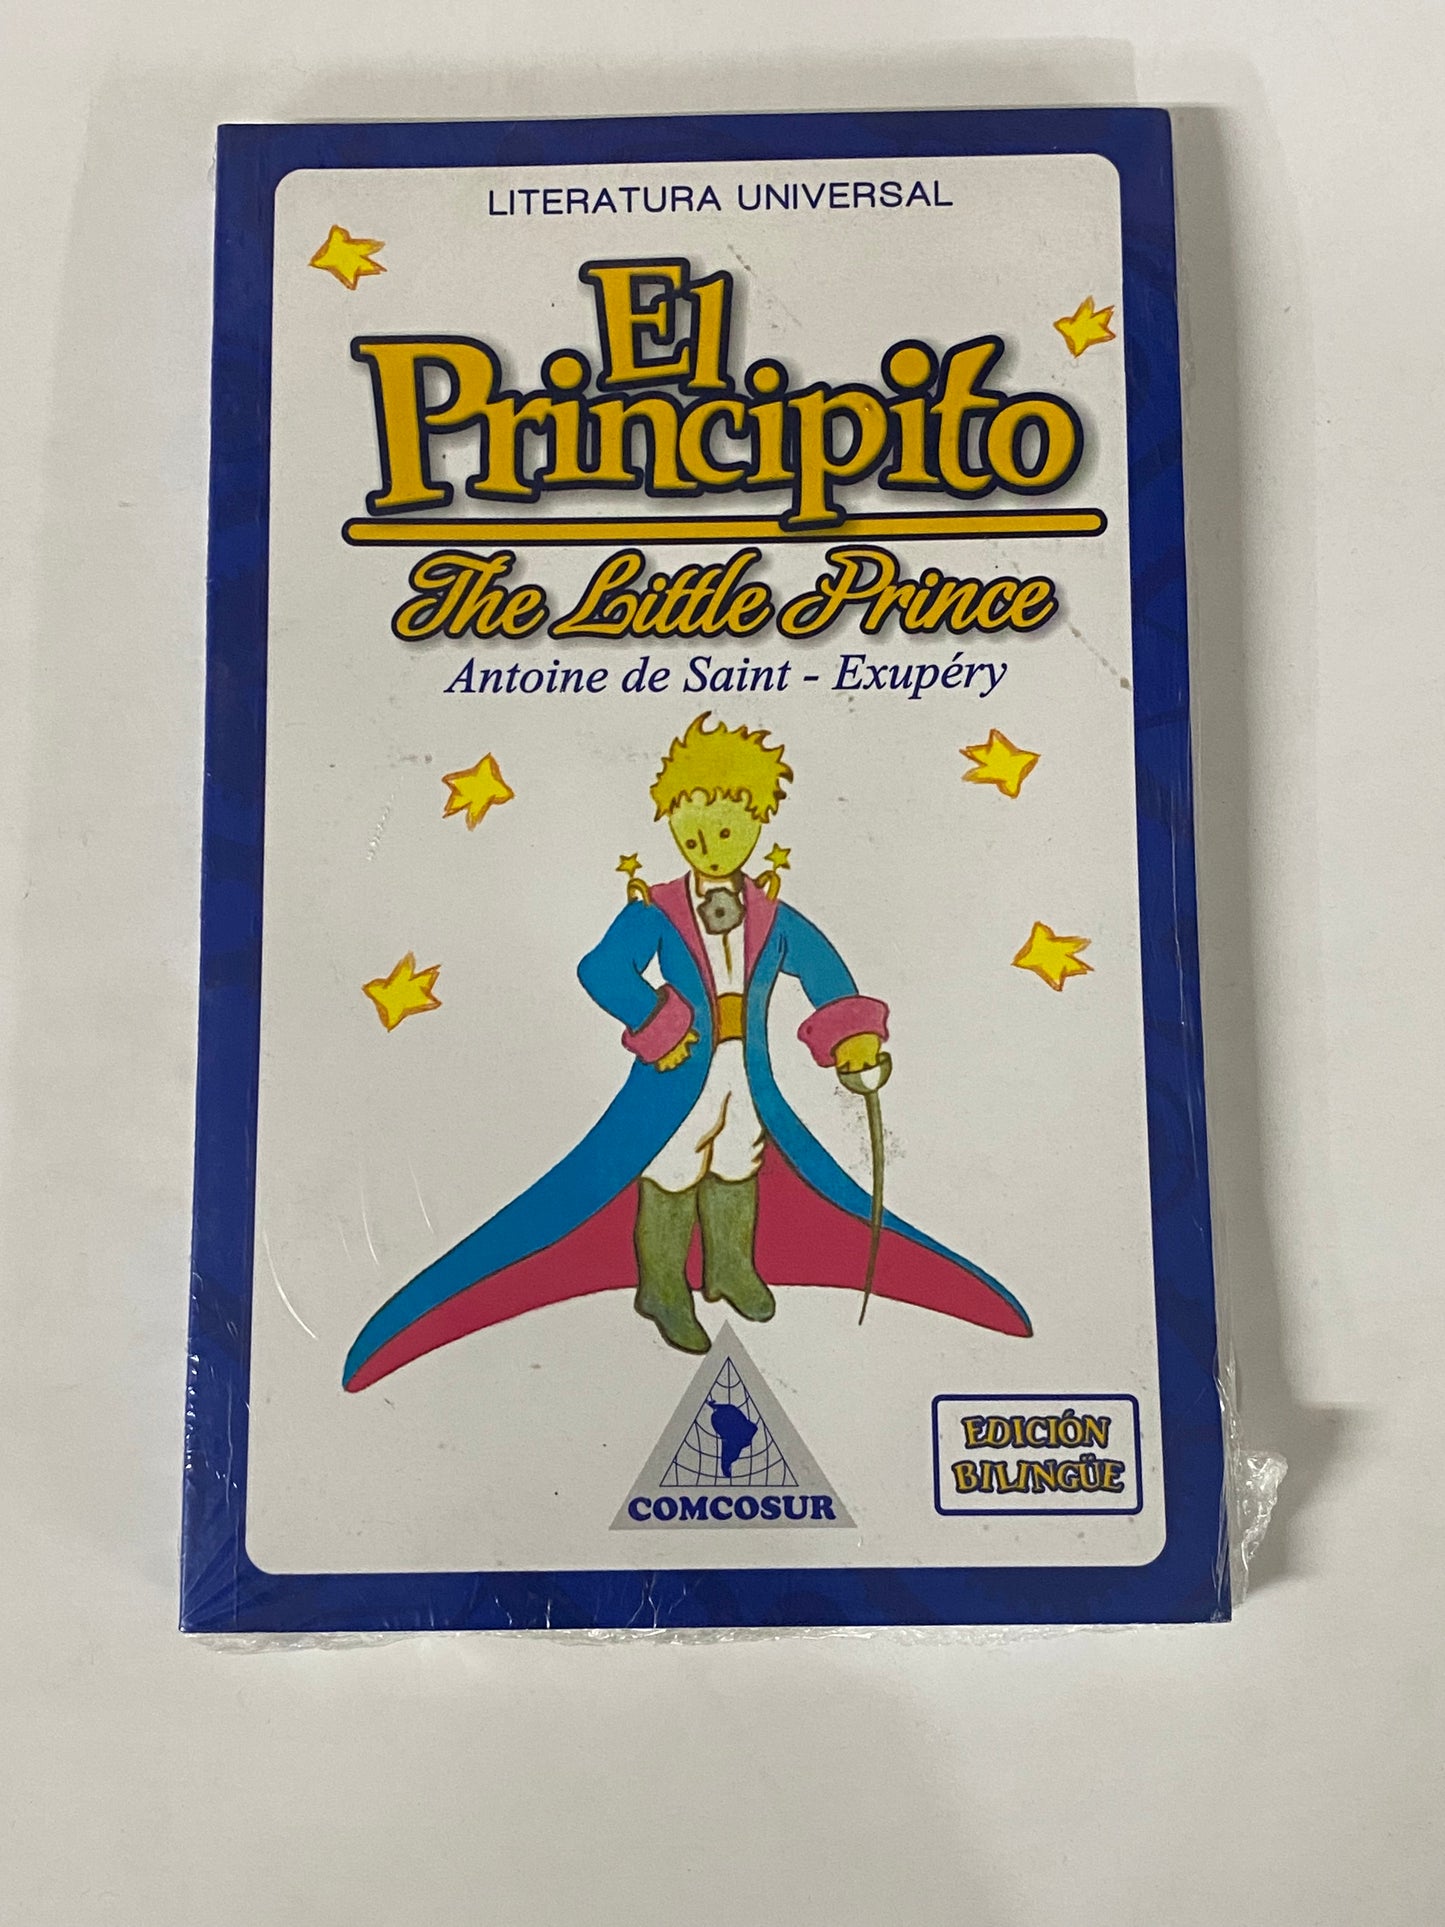 LITERATURA UNIVERSAL
El
Principito
The Little Prince
Antoine de Saint - Exupéry
COMCOSUR
EDICIÓN
BILINGÜE